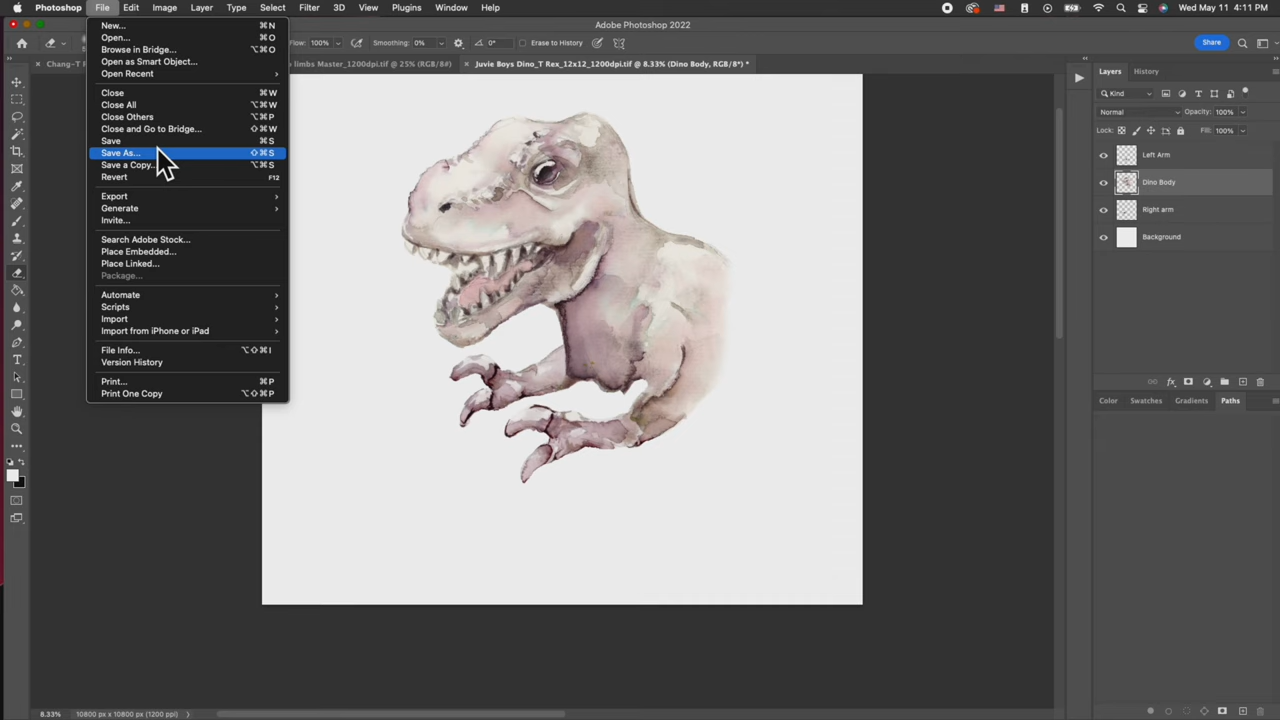 Photoshop File Edit Image Layer Type Select Filter 3D View Plugins Window Help Wed May 11 4:11 PM
Adobe Photoshop 2022
Flow: 100% Smoothing: 0% 0° Erase to History Share
Chang-T limbs Master_1200dpi.tif @ 25% (RGB/8#) × Juvie Boys Dino_T Rex_12x12_1200dpi.tif @ 8.33% (Dino Body, RGB/8*) *
New... ⌘N
Open... ⌘O
Browse in Bridge... ⌥⌘O
Open as Smart Object...
Open Recent
Close ⌘W
Close All ⌥⌘W
Close Others ⌥⌘P
Close and Go to Bridge... ⇧⌘W
Save ⌘S
Save As... ⇧⌘S
Save a Copy... ⌥⌘S
Revert F12
Export
Generate
Invite...
Search Adobe Stock...
Place Embedded...
Place Linked...
Package...
Automate
Scripts
Import
Import from iPhone or iPad
File Info... ⌥⇧⌘I
Version History
Print... ⌘P
Print One Copy ⌥⇧⌘P
Layers History
Kind
Normal Opacity: 100%
Lock: Fill: 100%
Left Arm
Dino Body
Right arm
Background
Color Swatches Gradients Paths
8.33% 10800 px x 10800 px (1200 ppi)